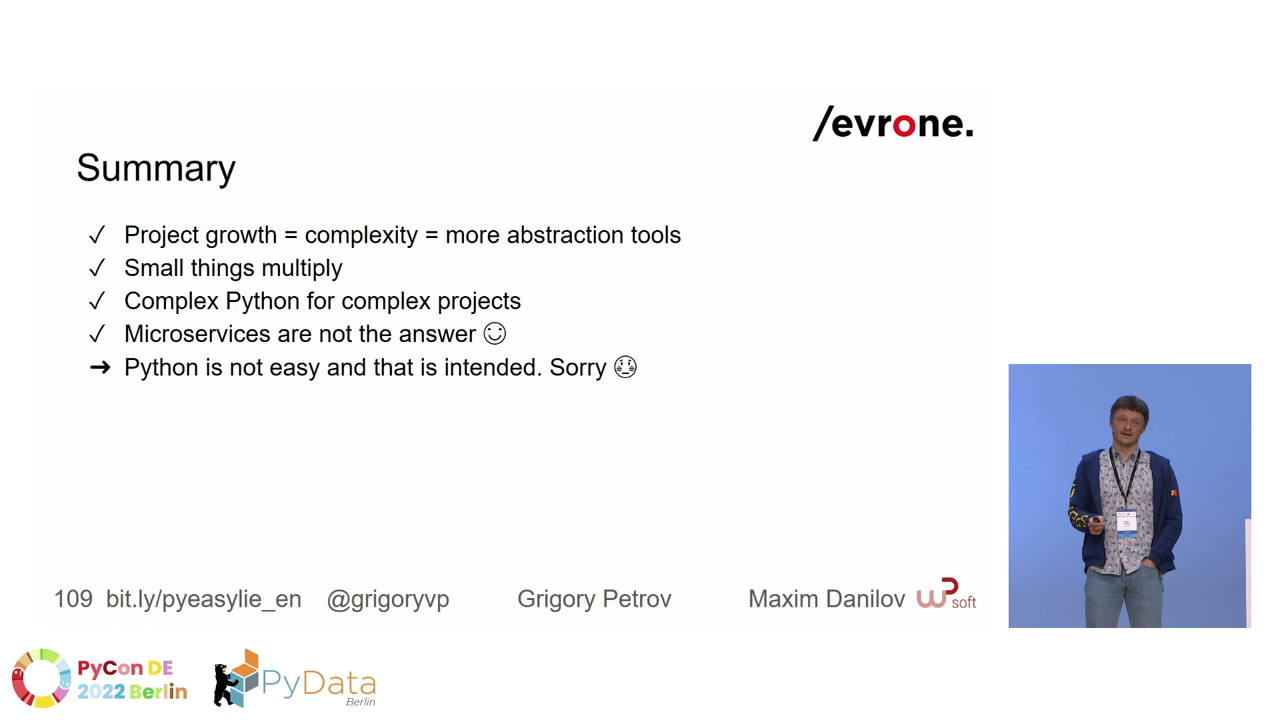 /evrone.
Summary
✓ Project growth = complexity = more abstraction tools
✓ Small things multiply
✓ Complex Python for complex projects
✓ Microservices are not the answer
➔ Python is not easy and that is intended. Sorry
109 bit.ly/pyeasylie_en @grigoryvp Grigory Petrov Maxim Danilov wp soft
PyCon DE
2022 Berlin
PyData
Berlin